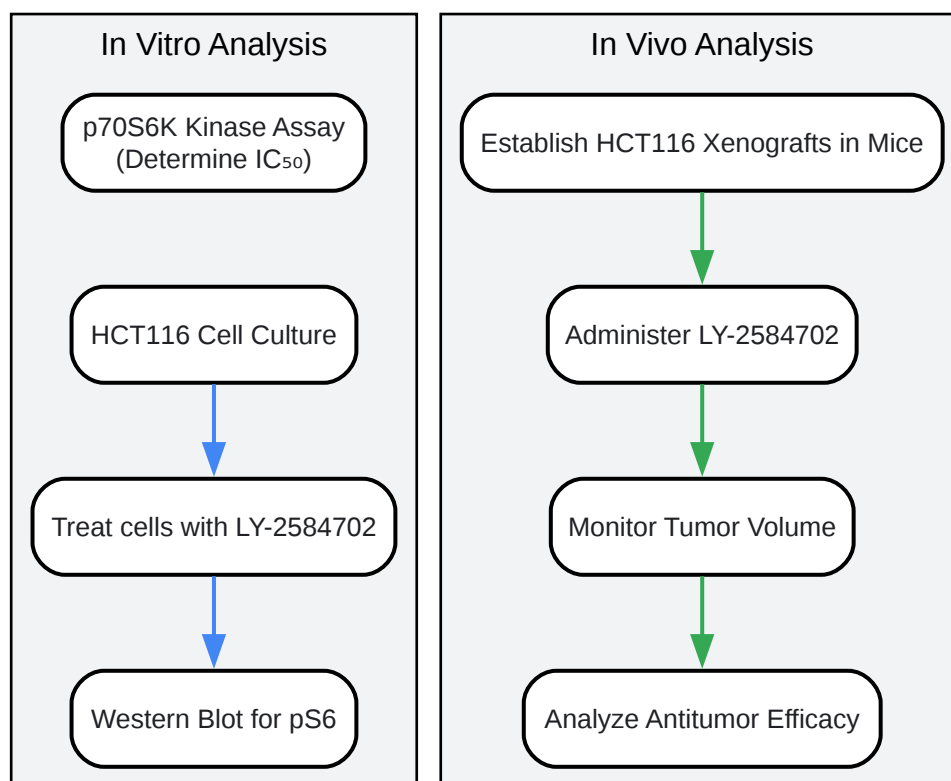 In Vitro Analysis
p70S6K Kinase Assay
(Determine IC₅₀)
HCT116 Cell Culture
Treat cells with LY-2584702
Western Blot for pS6
In Vivo Analysis
Establish HCT116 Xenografts in Mice
Administer LY-2584702
Monitor Tumor Volume
Analyze Antitumor Efficacy